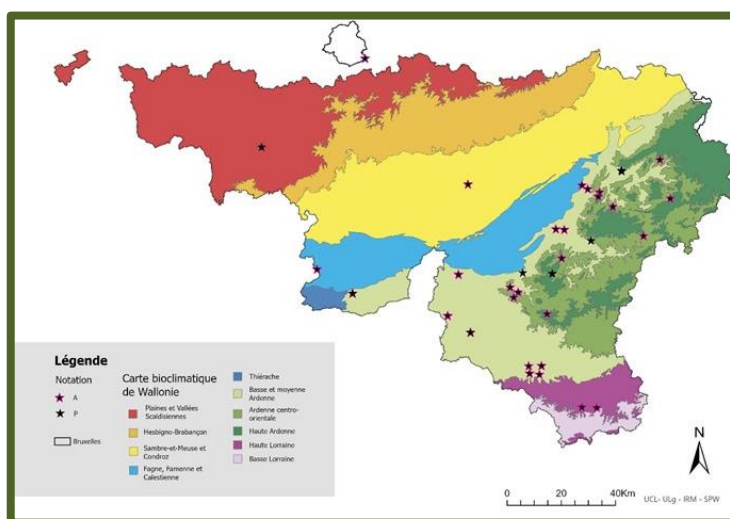 Légende
Notation
A
P
Bruxelles
Carte bioclimatique
de Wallonie
Plaines et Vallées
Scaldisiennes
Hesbigno-Brabançon
Sambre-et-Meuse et
Condroz
Fagne, Famenne et
Calestienne
Thiérache
Basse et moyenne
Ardenne
Ardenne centro-
orientale
Haute Ardenne
Haute Lorraine
Basse Lorraine
N
0 20 40Km
UCL- ULg - IRM - SPW